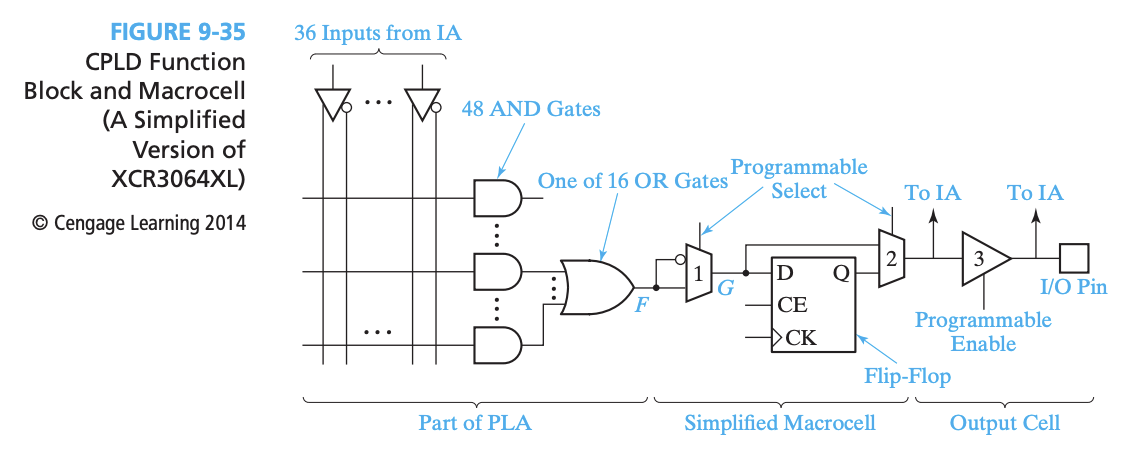 FIGURE 9-35
CPLD Function
Block and Macrocell
(A Simplified
Version of
XCR3064XL)
© Cengage Learning 2014
36 Inputs from IA
48 AND Gates
One of 16 OR Gates
Programmable
Select
To IA
To IA
F
1
G
D
Q
CE
CK
2
3
I/O Pin
Programmable
Enable
Flip-Flop
Part of PLA
Simplified Macrocell
Output Cell